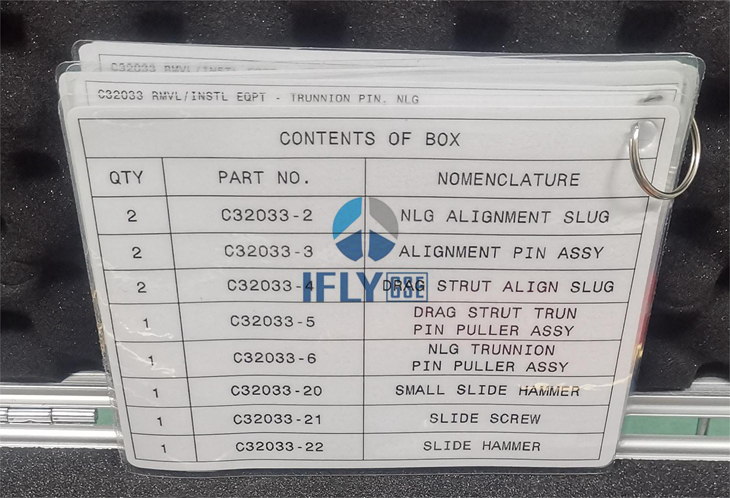 C32033 RMVL/INSTL
C32033 RMVL/INSTL EQPT - TRUNNION PIN, NLG
CONTENTS OF BOX
QTY PART NO. NOMENCLATURE
2 C32033-2 NLG ALIGNMENT SLUG
2 C32033-3 ALIGNMENT PIN ASSY
2 C32033-4 DRAG STRUT ALIGN SLUG
IFLY GSE
1 C32033-5 DRAG STRUT TRUN
PIN PULLER ASSY
1 C32033-6 NLG TRUNNION
PIN PULLER ASSY
1 C32033-20 SMALL SLIDE HAMMER
1 C32033-21 SLIDE SCREW
1 C32033-22 SLIDE HAMMER